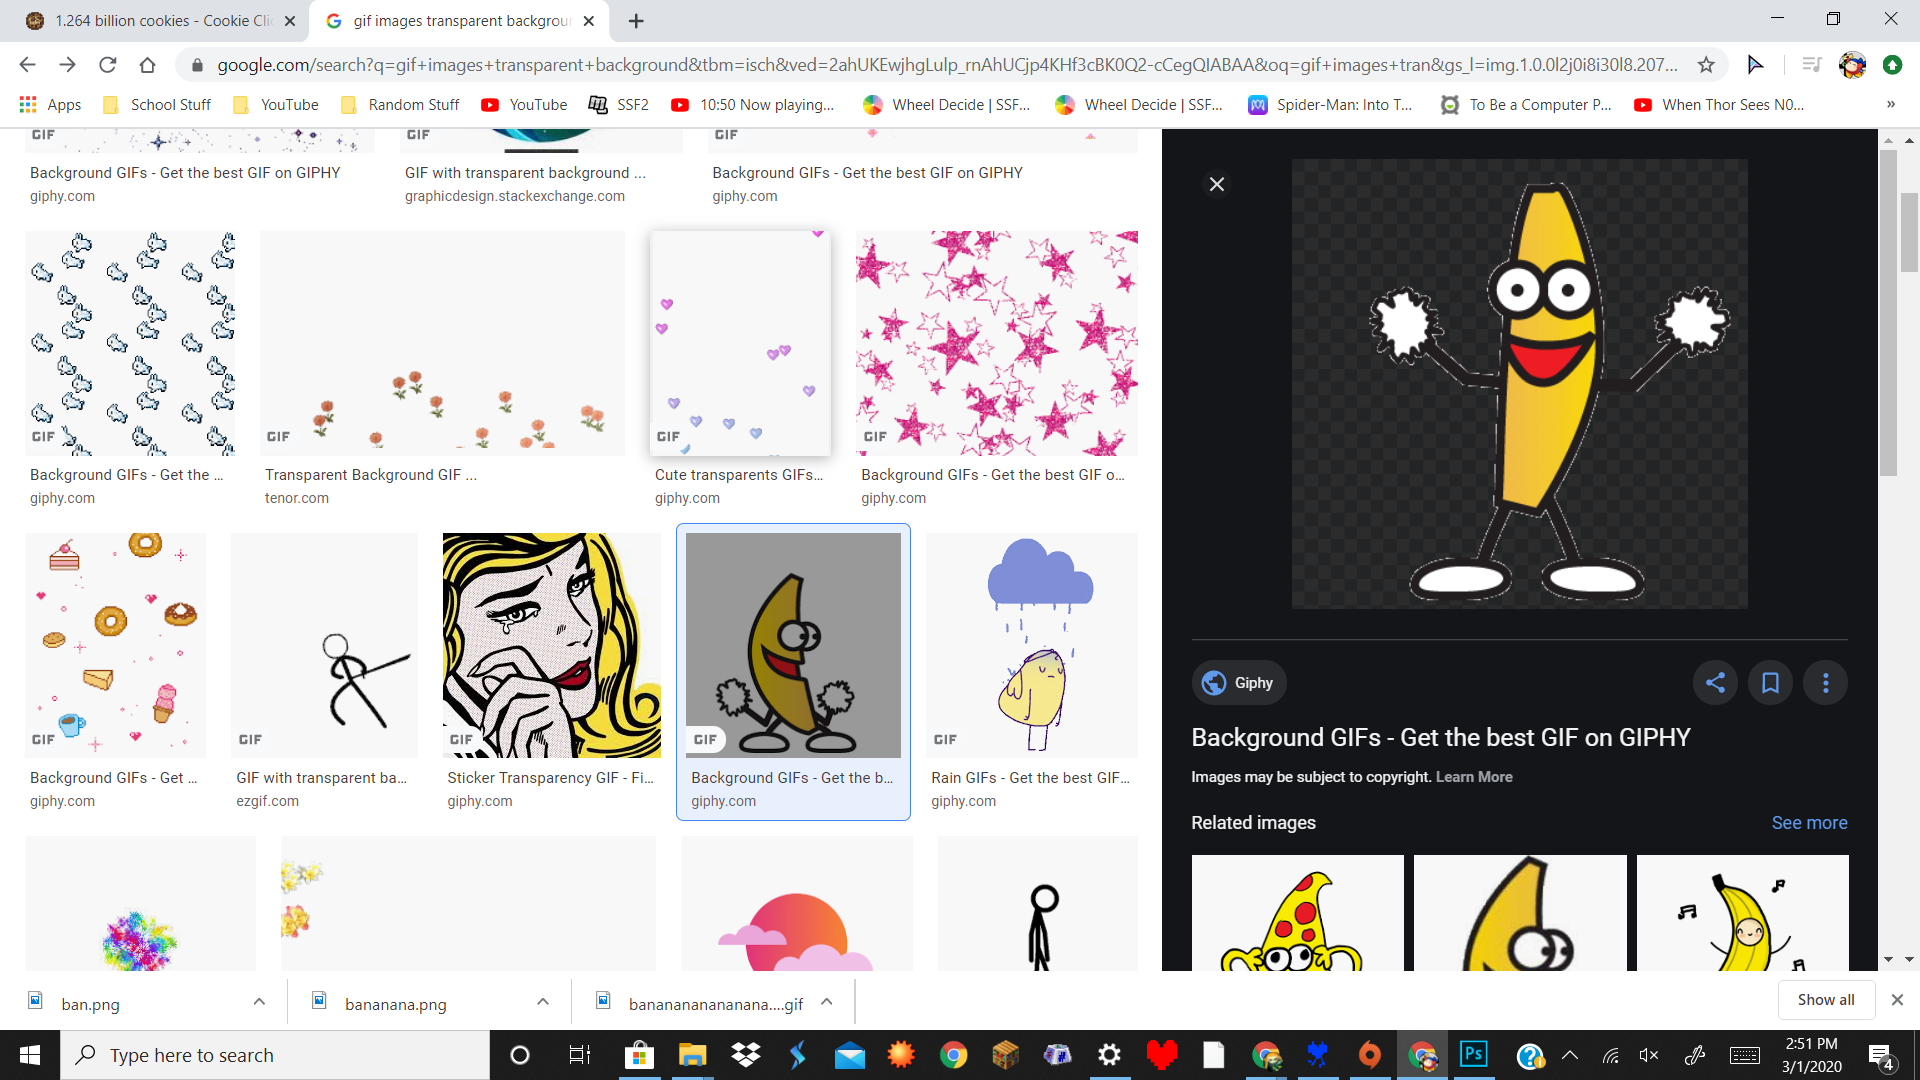 1.264 billion cookies - Cookie Clic
gif images transparent backgroun
google.com/search?q=gif+images+transparent+background&tbm=isch&ved=2ahUKEwjhgLulp_rnAhUCjp4KHf3cBK0Q2-cCegQIABAA&oq=gif+images+tran&gs_l=img.1.0.0l2j0i8i30l8.207...
Apps
School Stuff
YouTube
Random Stuff
YouTube
SSF2
10:50 Now playing...
Wheel Decide | SSF...
Wheel Decide | SSF...
Spider-Man: Into T...
To Be a Computer P...
When Thor Sees N0...
»
GIF
GIF
GIF
Background GIFs - Get the best GIF on GIPHY
giphy.com
GIF with transparent background ...
graphicdesign.stackexchange.com
Background GIFs - Get the best GIF on GIPHY
giphy.com
GIF
GIF
GIF
GIF
Background GIFs - Get the ...
giphy.com
Transparent Background GIF ...
tenor.com
Cute transparents GIFs...
giphy.com
Background GIFs - Get the best GIF o...
giphy.com
GIF
GIF
GIF
GIF
GIF
Background GIFs - Get ...
giphy.com
GIF with transparent ba...
ezgif.com
Sticker Transparency GIF - Fi...
giphy.com
Background GIFs - Get the b...
giphy.com
Rain GIFs - Get the best GIF...
giphy.com
Giphy
Background GIFs - Get the best GIF on GIPHY
Images may be subject to copyright. Learn More
Related images
See more
ban.png
bananana.png
banananananana....gif
Show all
Type here to search
Ps
2:51 PM
3/1/2020
4